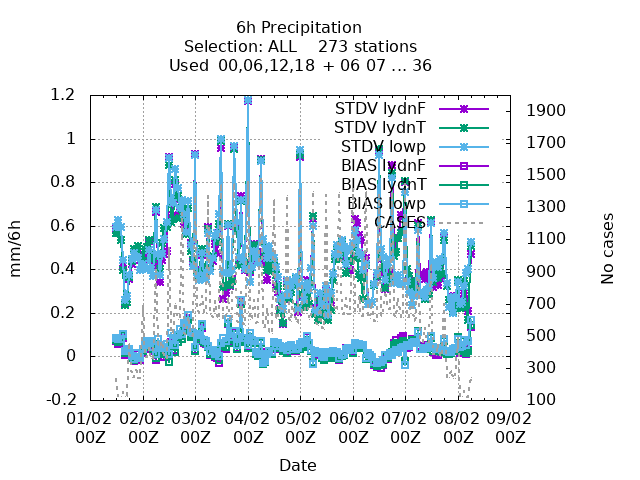 6h Precipitation
Selection: ALL    273 stations
Used  00,06,12,18  + 06 07 ... 36
STDV lydnF
STDV lydnT
STDV lowp
BIAS lydnF
BIAS lydnT
BIAS lowp
CASES
1.2
1
0.8
0.6
0.4
0.2
0
-0.2
mm/6h
1900
1700
1500
1300
1100
900
700
500
300
100
No cases
01/02 02/02 03/02 04/02 05/02 06/02 07/02 08/02 09/02
00Z 00Z 00Z 00Z 00Z 00Z 00Z 00Z 00Z
Date